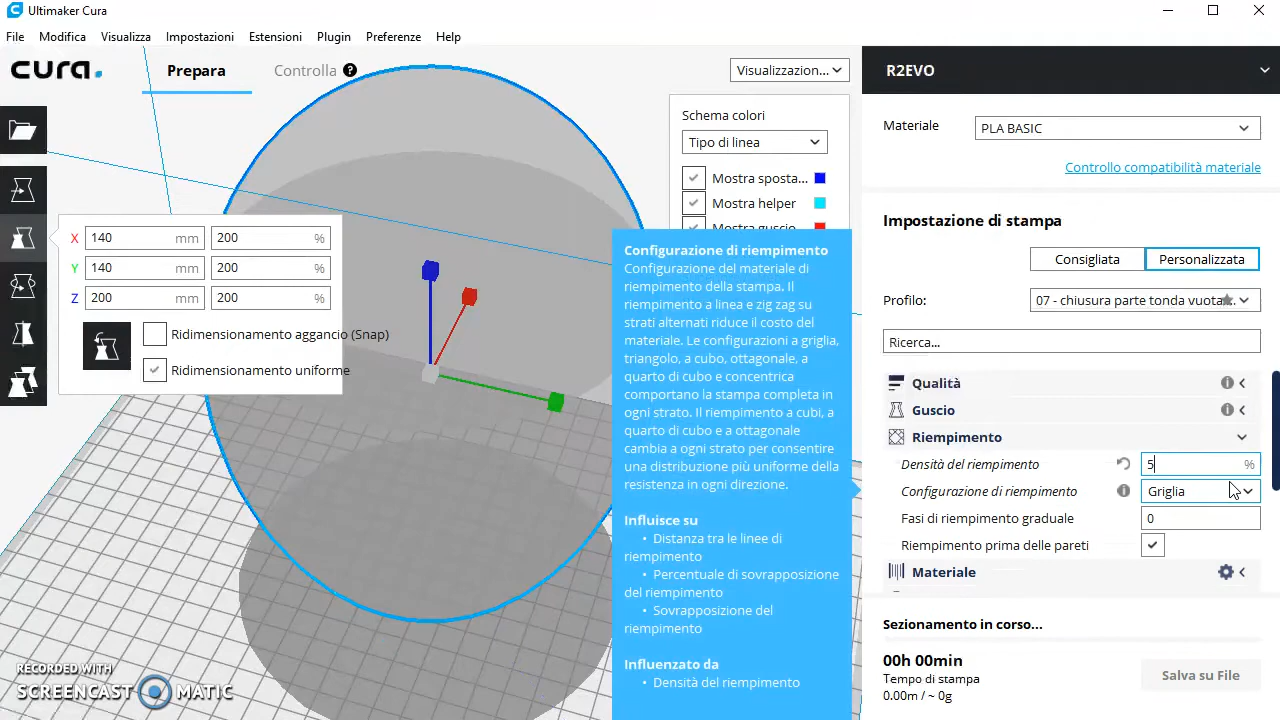 Ultimaker Cura
File Modifica Visualizza Impostazioni Estensioni Plugin Preferenze Help
cura.
Prepara
Controlla ?
Visualizzazion...
R2EVO
Schema colori
Tipo di linea
Mostra sposta...
Mostra helper
Mostra guscio
X 140 mm 200 %
Y 140 mm 200 %
Z 200 mm 200 %
Ridimensionamento aggancio (Snap)
Ridimensionamento uniforme
Configurazione di riempimento
Configurazione del materiale di
riempimento della stampa. Il
riempimento a linea e zig zag su
strati alternati riduce il costo del
materiale. Le configurazioni a griglia,
triangolo, a cubo, ottagonale, a
quarto di cubo e concentrica
comportano la stampa completa in
ogni strato. Il riempimento a cubi, a
quarto di cubo e a ottagonale
cambia a ogni strato per consentire
una distribuzione più uniforme della
resistenza in ogni direzione.
Influisce su
• Distanza tra le linee di
riempimento
• Percentuale di sovrapposizione
del riempimento
• Sovrapposizione del
riempimento
Influenzato da
• Densità del riempimento
Materiale PLA BASIC
Controllo compatibilità materiale
Impostazione di stampa
Consigliata Personalizzata
Profilo: 07 - chiusura parte tonda vuota...
Ricerca...
Qualità
Guscio
Riempimento
Densità del riempimento 5 %
Configurazione di riempimento Griglia
Fasi di riempimento graduale 0
Riempimento prima delle pareti
Materiale
Sezionamento in corso...
00h 00min
Tempo di stampa
0.00m / ~ 0g
Salva su File
RECORDED WITH
SCREENCAST MATIC